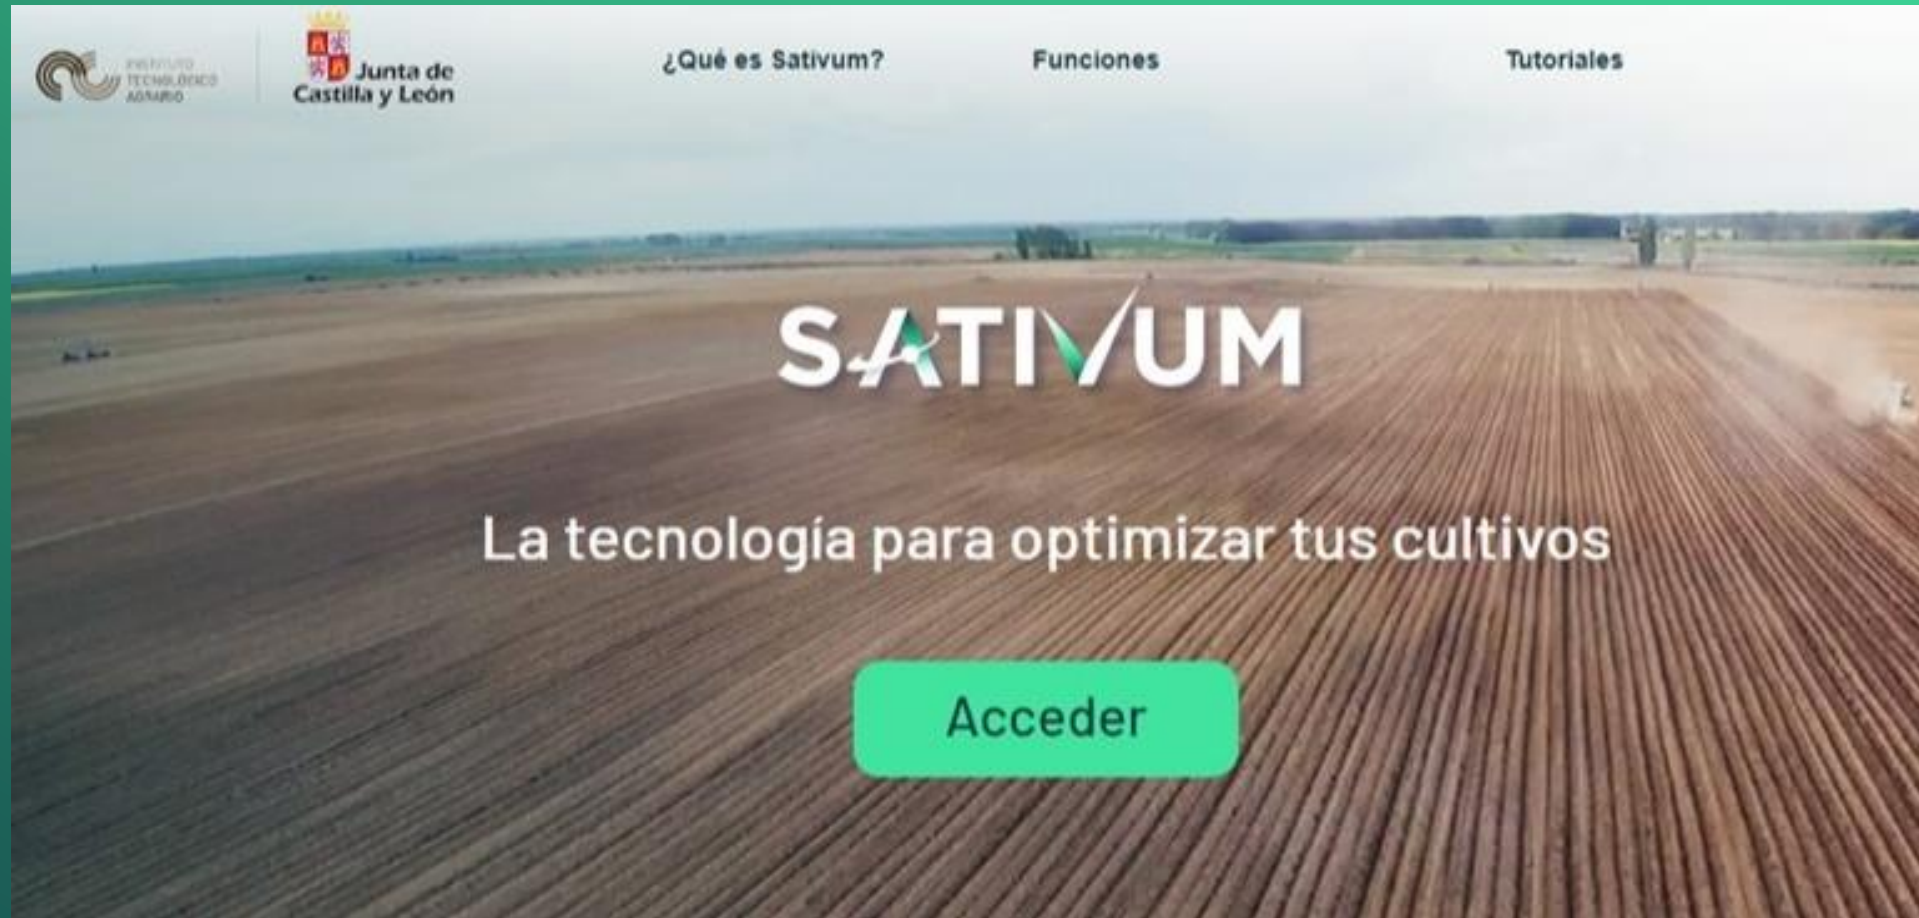 INSTITUTO
TECNOLÓGICO
AGRARIO
Junta de
Castilla y León
¿Qué es Sativum?
Funciones
Tutoriales
SATIVUM
La tecnología para optimizar tus cultivos
Acceder